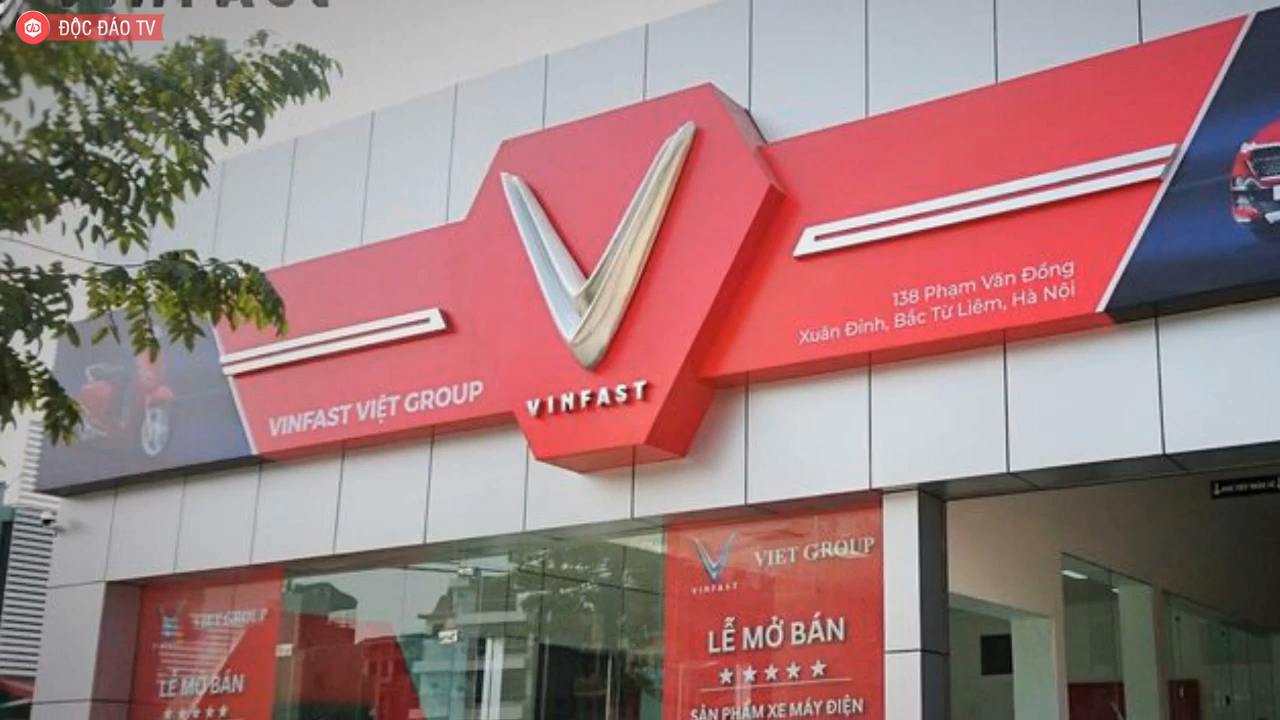 ĐỘC ĐÁO TV
VINFAST
138 Phạm Văn Đồng
Xuân Đỉnh, Bắc Từ Liêm, Hà Nội
VINFAST VIỆT GROUP
VIET GROUP
VINFAST
LỄ MỞ BÁN
SẢN PHẨM XE MÁY ĐIỆN
VIET GROUP
LỄ MỞ BÁN